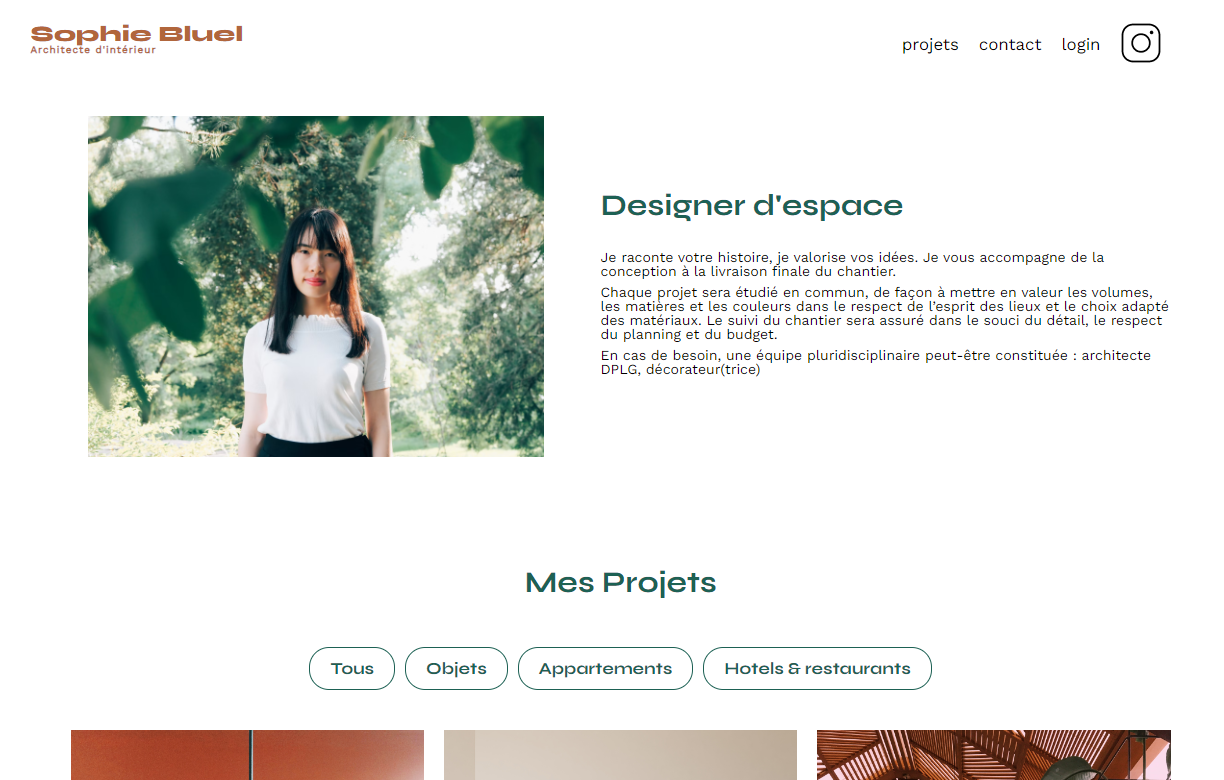 Sophie Bluel
Architecte d'intérieur
projets
contact
login
Designer d'espace
Je raconte votre histoire, je valorise vos idées. Je vous accompagne de la
conception à la livraison finale du chantier.
Chaque projet sera étudié en commun, de façon à mettre en valeur les volumes,
les matières et les couleurs dans le respect de l’esprit des lieux et le choix adapté
des matériaux. Le suivi du chantier sera assuré dans le souci du détail, le respect
du planning et du budget.
En cas de besoin, une équipe pluridisciplinaire peut-être constituée : architecte
DPLG, décorateur(trice)
Mes Projets
Tous
Objets
Appartements
Hotels & restaurants